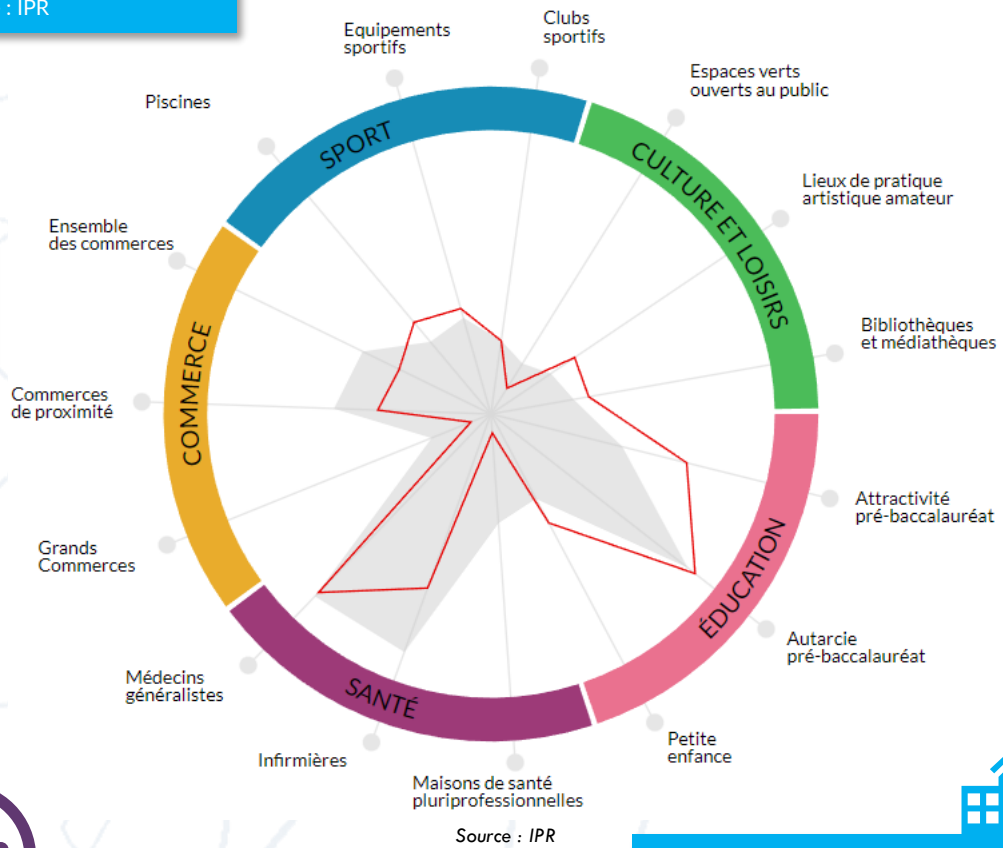 : IPR
Equipements
sportifs
Clubs
sportifs
Espaces verts
ouverts au public
Piscines
SPORT
CULTURE ET LOISIRS
Lieux de pratique
artistique amateur
Ensemble
des commerces
Bibliothèques
et médiathèques
COMMERCE
Commerces
de proximité
Attractivité
pré-baccalauréat
ÉDUCATION
Grands
Commerces
Autarcie
pré-baccalauréat
Médecins
généralistes
SANTÉ
Infirmières
Petite
enfance
Maisons de santé
pluriprofessionnelles
Source : IPR